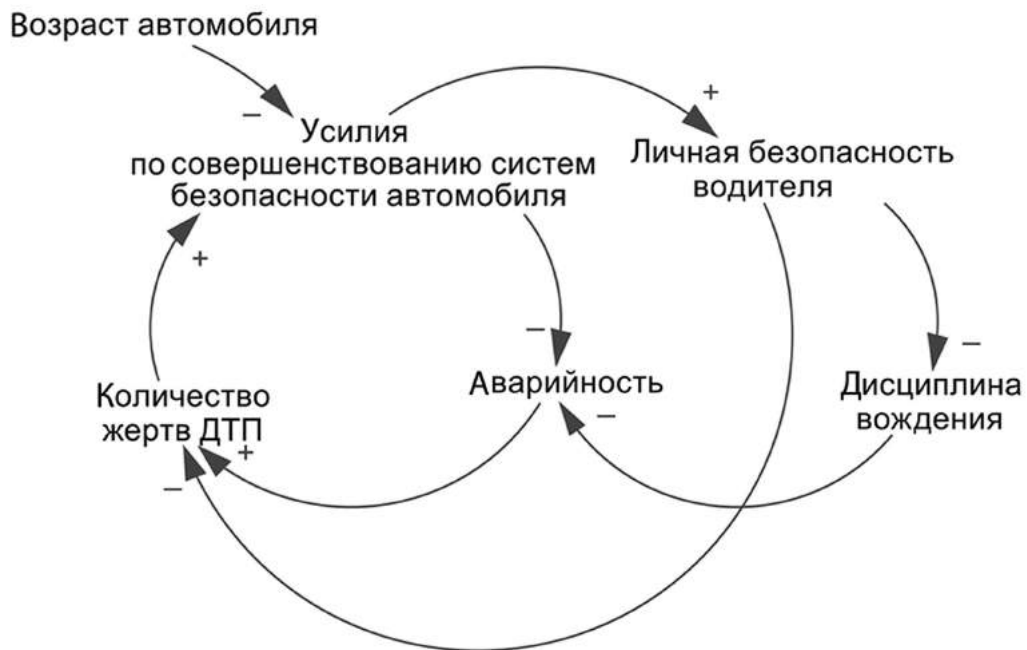 Возраст автомобиля
–
+
Усилия
по совершенствованию систем
безопасности автомобиля
Личная безопасность
водителя
+
–
–
Количество
жертв ДТП
Аварийность
Дисциплина
вождения
–
+
–